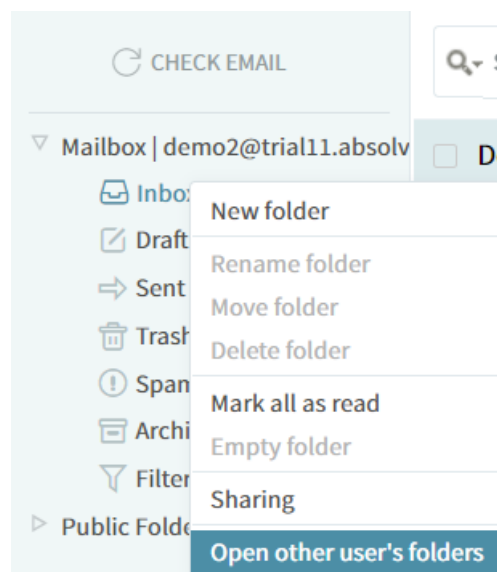 CHECK EMAIL
Mailbox | demo2@trial11.absolv
Inbox
New folder
Draft
Rename folder
Sent
Move folder
Trash
Delete folder
Spam
Mark all as read
Archi
Empty folder
Filter
Sharing
Public Folde
Open other user's folders